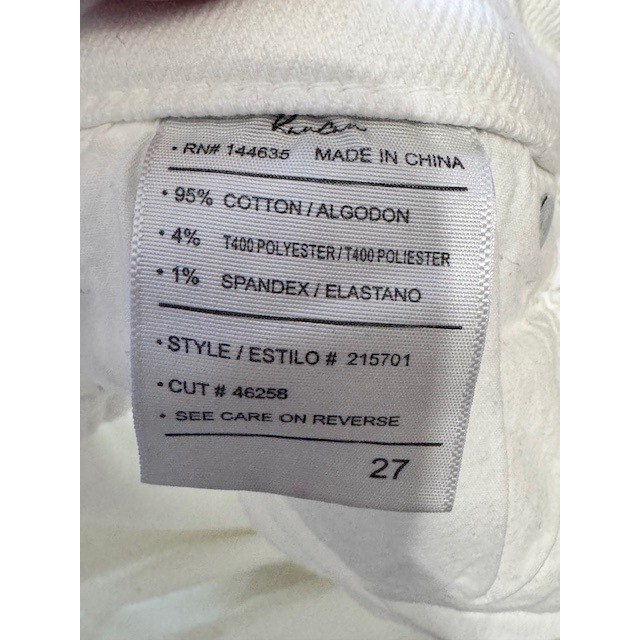 KanCan
• RN# 144635 MADE IN CHINA
• 95% COTTON / ALGODON
• 4% T400 POLYESTER / T400 POLIESTER
• 1% SPANDEX / ELASTANO
• STYLE / ESTILO # 215701
• CUT # 46258
• SEE CARE ON REVERSE
27